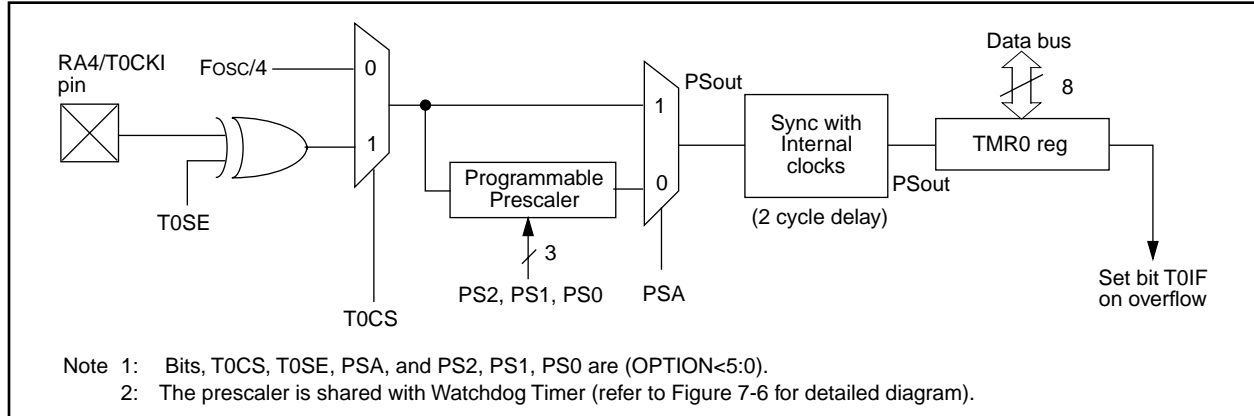 RA4/T0CKI
pin
FOSC/4
0
1
T0SE
T0CS
Programmable
Prescaler
3
PS2, PS1, PS0
1
0
PSA
PSout
Sync with
Internal
clocks
(2 cycle delay)
PSout
Data bus
8
TMR0 reg
Set bit T0IF
on overflow
Note 1: Bits, T0CS, T0SE, PSA, and PS2, PS1, PS0 are (OPTION<5:0).
2: The prescaler is shared with Watchdog Timer (refer to Figure 7-6 for detailed diagram).